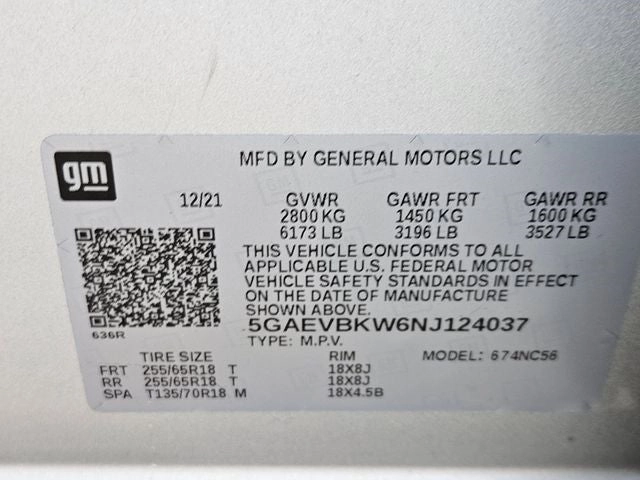 gm
MFD BY GENERAL MOTORS LLC
12/21 GVWR GAWR FRT GAWR RR
2800 KG 1450 KG 1600 KG
6173 LB 3196 LB 3527 LB
THIS VEHICLE CONFORMS TO ALL
APPLICABLE U.S. FEDERAL MOTOR
VEHICLE SAFETY STANDARDS IN EFFECT
ON THE DATE OF MANUFACTURE
SHOWN ABOVE.
636R
5GAEVBKW6NJ124037
TYPE: M.P.V.
TIRE SIZE RIM MODEL: 674NC56
FRT 255/65R18 T 18X8J
RR 255/65R18 T 18X8J
SPA T135/70R18 M 18X4.5B